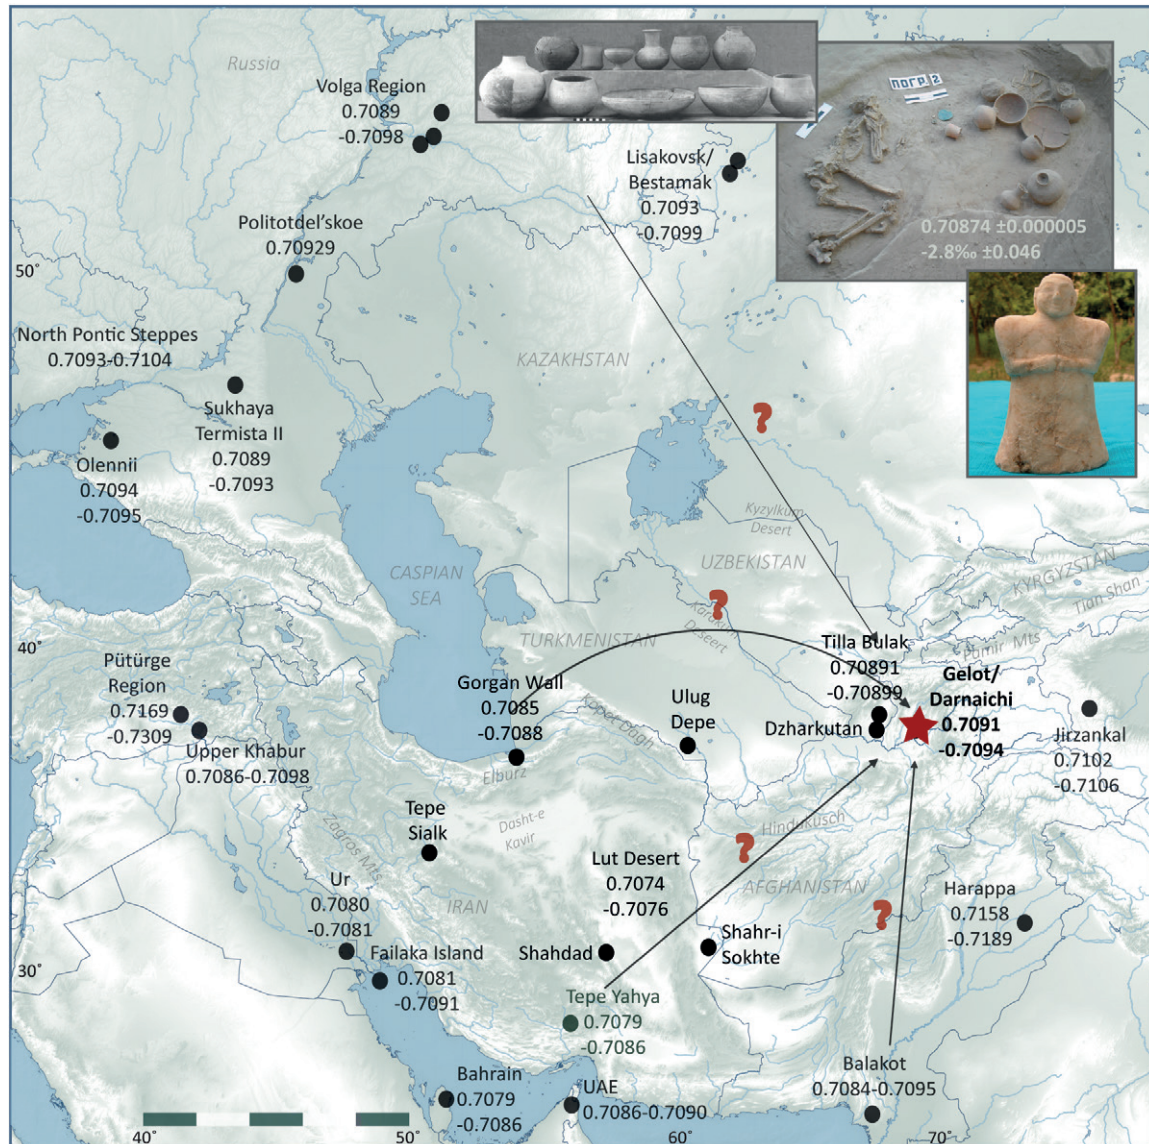 Russia
Volga Region
0.7089
-0.7098
ПОГР 2
Lisakovsk/
Bestamak
0.7093
-0.7099
0.70874 ±0.000005
-2.8‰ ±0.046
Politotdel’skoe
0.70929
50°
North Pontic Steppes
0.7093-0.7104
KAZAKHSTAN
Sukhaya
Termista II
0.7089
-0.7093
?
Olennii
0.7094
-0.7095
Kyzylkum
Desert
UZBEKISTAN
CASPIAN
SEA
KYRGYZSTAN
Tian Shan
?
Karakum
Deseert
TURKMENISTAN
Pamir Mts
40°
Tilla Bulak
0.70891
-0.70899
Pütürge
Region
0.7169
-0.7309
Gorgan Wall
0.7085
-0.7088
Gelot/
Darnaichi
0.7091
-0.7094
Ulug
Depe
Dzharkutan
Koper Dagh
Jirzankal
0.7102
-0.7106
Upper Khabur
0.7086-0.7098
Elburz
Tepe
Sialk
Dasht-e
Kavir
Hindukusch
?
Zagros Mts
Lut Desert
0.7074
-0.7076
AFGHANISTAN
Ur
0.7080
-0.7081
IRAN
Harappa
0.7158
-0.7189
?
Shahr-i
Sokhte
Failaka Island
0.7081
-0.7091
Shahdad
30°
Tepe Yahya
0.7079
-0.7086
Balakot
0.7084-0.7095
Bahrain
0.7079
-0.7086
UAE
0.7086-0.7090
40°
50°
60°
70°